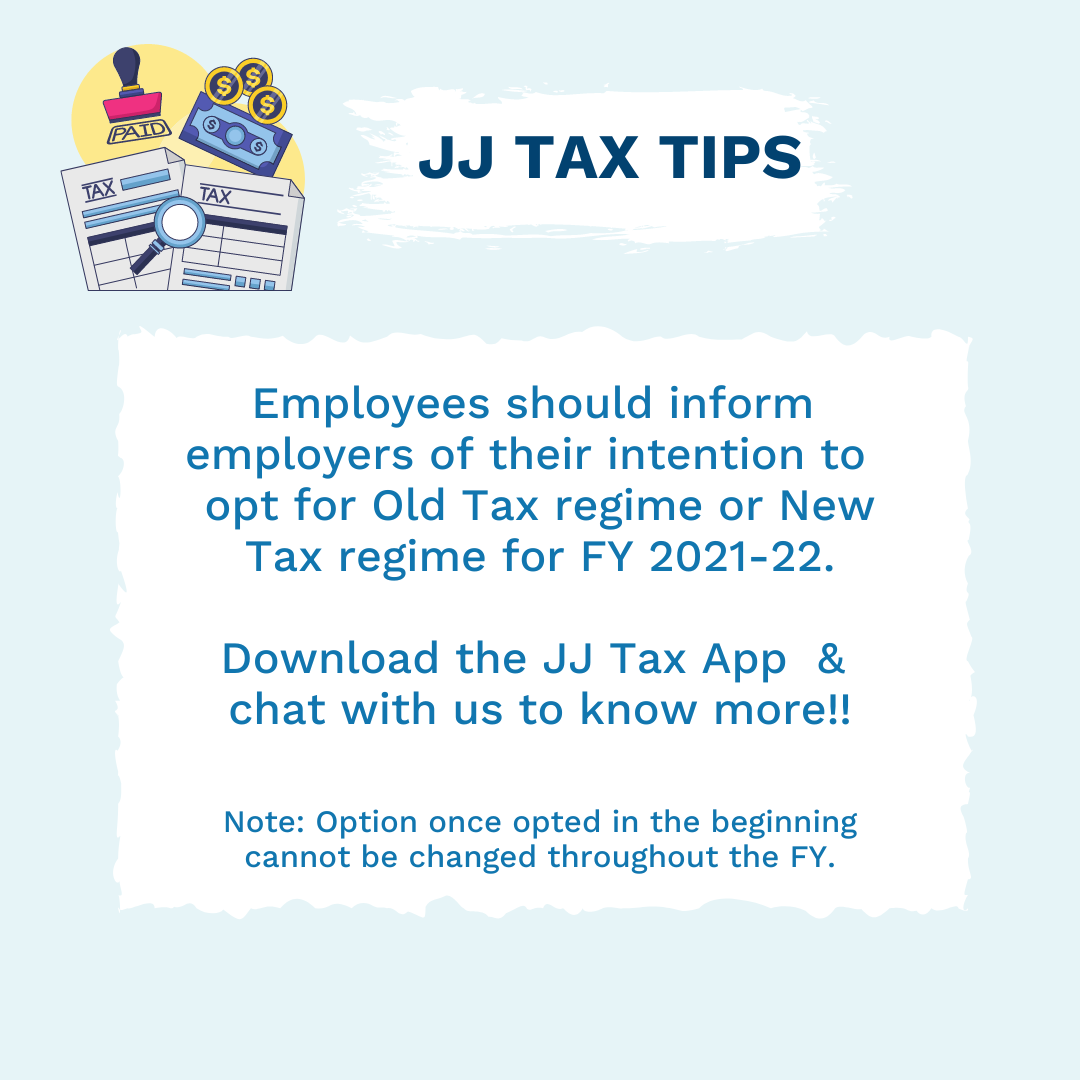 PAID
TAX
TAX
JJ TAX TIPS
Employees should inform
employers of their intention to
opt for Old Tax regime or New
Tax regime for FY 2021-22.
Download the JJ Tax App &
chat with us to know more!!
Note: Option once opted in the beginning
cannot be changed throughout the FY.